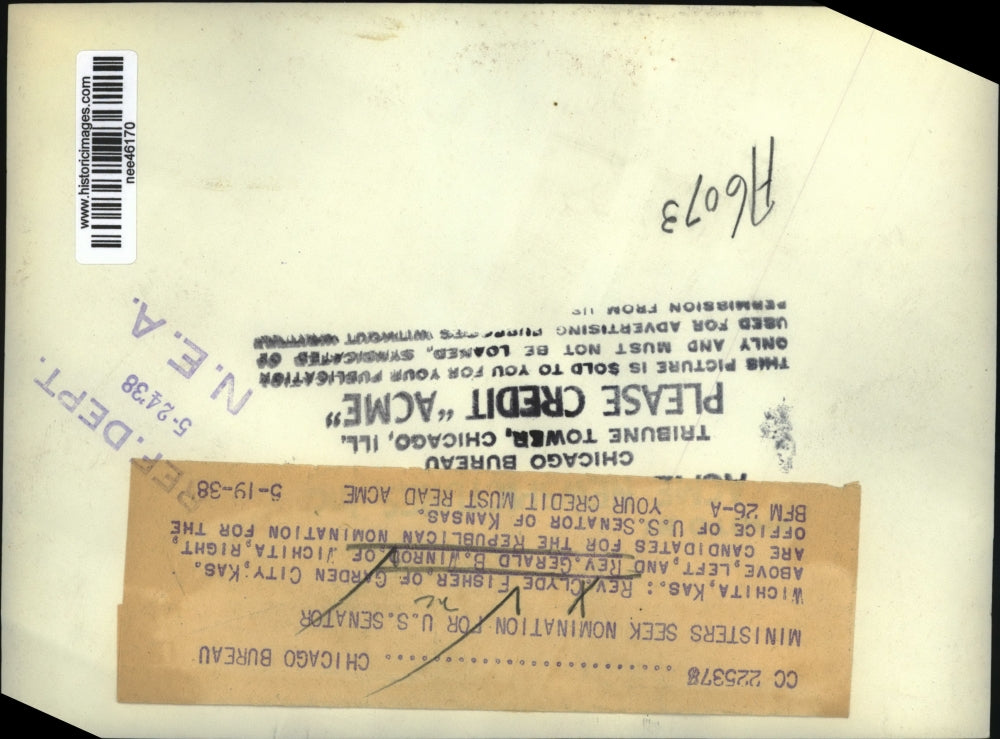 CC 225378 .......................... CHICAGO BUREAU
MINISTERS SEEK NOMINATION FOR U.S.SENATOR
WICHITA,KAS.: REV. CLYDE FISHER OF GARDEN CITY,KAS.
ABOVE,LEFT,AND REV.GERALD B.WINROD OF WICHITA,RIGHT,
ARE CANDIDATES FOR THE REPUBLICAN NOMINATION FOR THE
OFFICE OF U.S.SENATOR OF KANSAS.
BFM 26-A YOUR CREDIT MUST READ ACME 5-19-38
CHICAGO BUREAU
TRIBUNE TOWER, CHICAGO, ILL.
PLEASE CREDIT "ACME"
THIS PICTURE IS SOLD TO YOU FOR YOUR PUBLICATION
ONLY AND MUST NOT BE LOANED, SYNDICATED OR
USED FOR ADVERTISING PURPOSES WITHOUT WRITTEN
PERMISSION FROM US
REF. DEPT.
5-24'38
N. E. A.
A6073
www.historicimages.com
nee46170